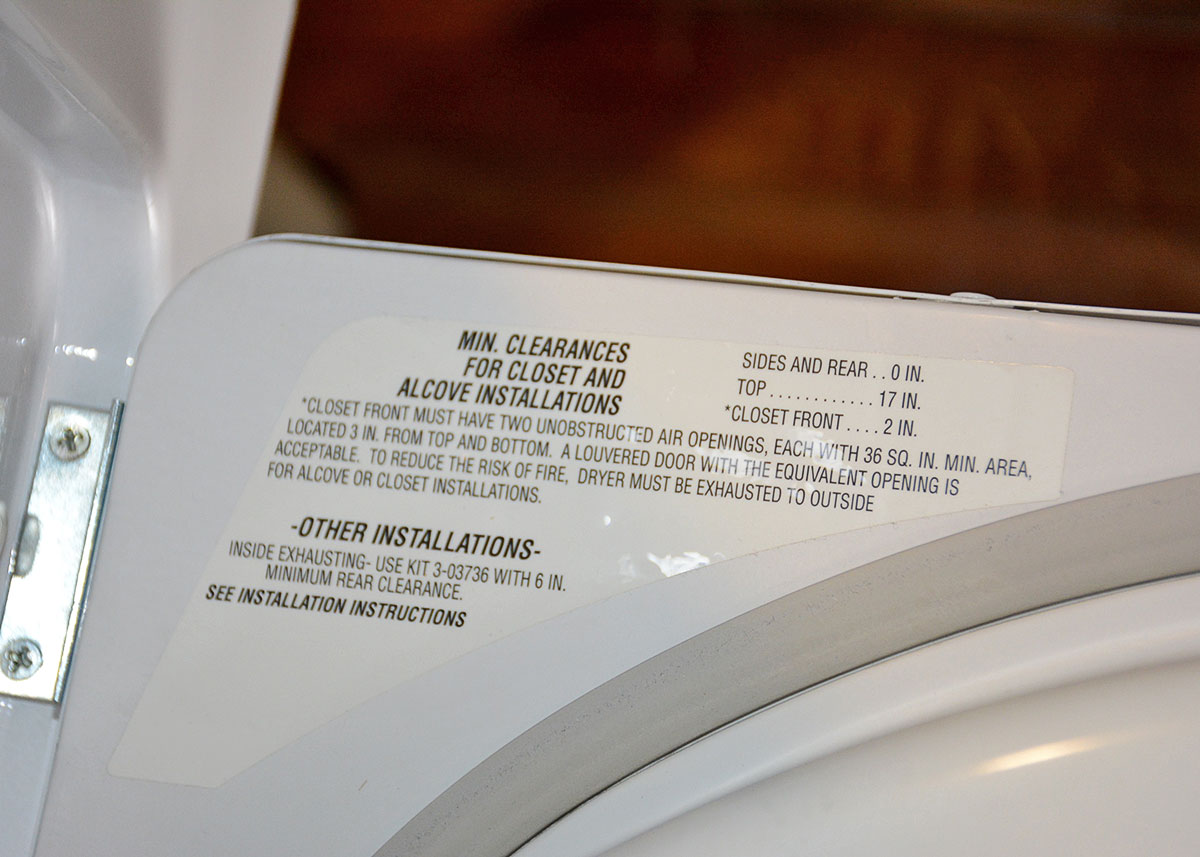 MIN. CLEARANCES
FOR CLOSET AND
ALCOVE INSTALLATIONS
SIDES AND REAR . . 0 IN.
TOP . . . . . . . . . . . . 17 IN.
*CLOSET FRONT . . . . 2 IN.
*CLOSET FRONT MUST HAVE TWO UNOBSTRUCTED AIR OPENINGS, EACH WITH 36 SQ. IN. MIN. AREA,
LOCATED 3 IN. FROM TOP AND BOTTOM. A LOUVERED DOOR WITH THE EQUIVALENT OPENING IS
ACCEPTABLE. TO REDUCE THE RISK OF FIRE, DRYER MUST BE EXHAUSTED TO OUTSIDE
FOR ALCOVE OR CLOSET INSTALLATIONS.
-OTHER INSTALLATIONS-
INSIDE EXHAUSTING- USE KIT 3-03736 WITH 6 IN.
MINIMUM REAR CLEARANCE.
SEE INSTALLATION INSTRUCTIONS